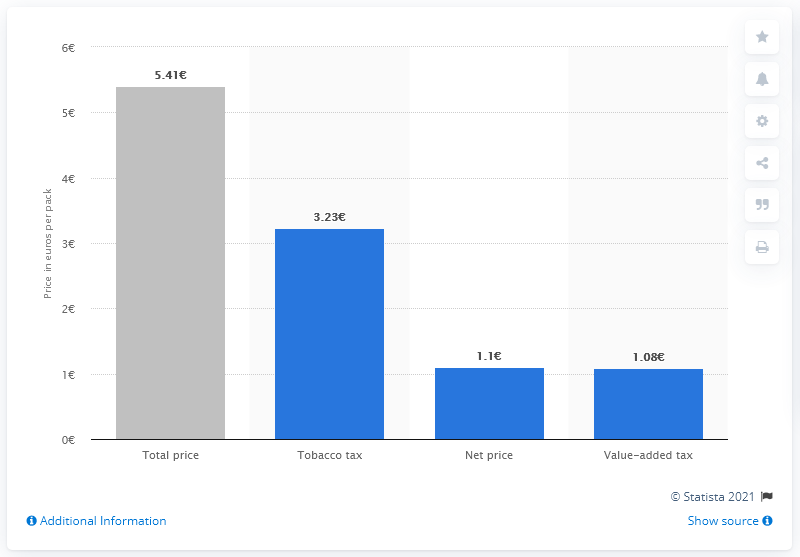 6€
5€
4€
3€
2€
1€
0€
Price in euros per pack
5.41€
3.23€
1.1€
1.08€
Total price
Tobacco tax
Net price
Value-added tax
© Statista 2021
Additional Information
Show source